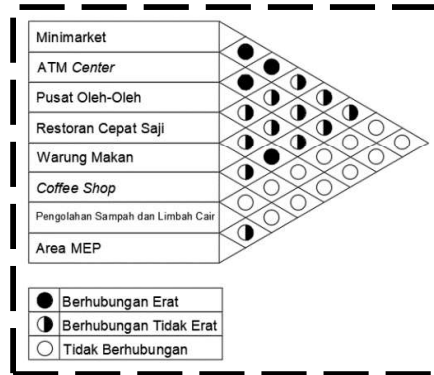 Minimarket
ATM Center
Pusat Oleh-Oleh
Restoran Cepat Saji
Warung Makan
Coffee Shop
Pengolahan Sampah dan Limbah Cair
Area MEP
Berhubungan Erat
Berhubungan Tidak Erat
Tidak Berhubungan